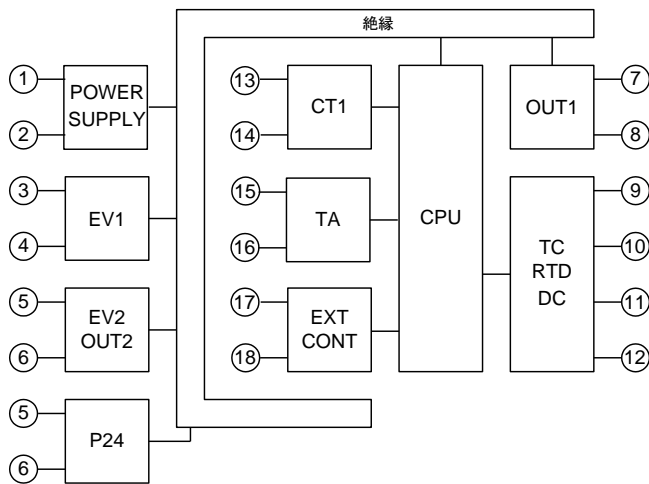 絶縁
1
POWER
SUPPLY
2
13
CT1
14
7
OUT1
8
3
EV1
4
15
TA
16
CPU
9
10
TC
RTD
DC
11
12
5
EV2
OUT2
6
17
EXT
CONT
18
5
P24
6